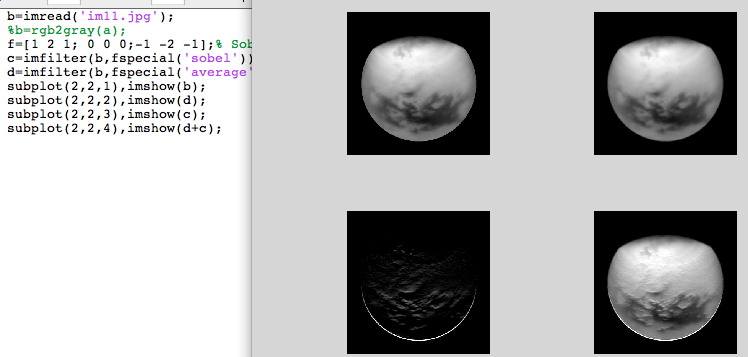 b=imread('im11.jpg');
%b=rgb2gray(a);
f=[1 2 1; 0 0 0;-1 -2 -1];% Sob
c=imfilter(b,fspecial('sobel'))
d=imfilter(b,fspecial('average'
subplot(2,2,1),imshow(b);
subplot(2,2,2),imshow(d);
subplot(2,2,3),imshow(c);
subplot(2,2,4),imshow(d+c);